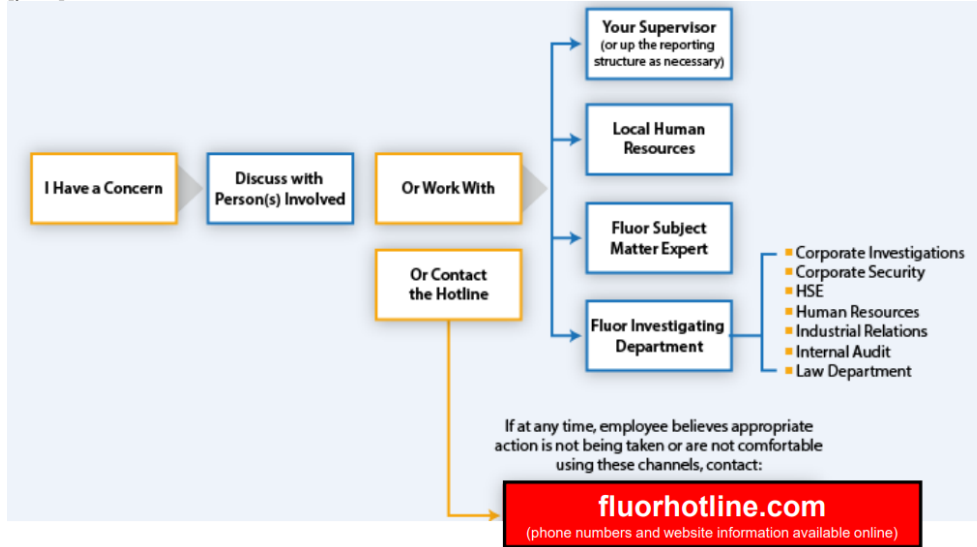 I Have a Concern
Discuss with
Person(s) Involved
Or Work With
Or Contact
the Hotline
Your Supervisor
(or up the reporting
structure as necessary)
Local Human
Resources
Fluor Subject
Matter Expert
Fluor Investigating
Department
Corporate Investigations
Corporate Security
HSE
Human Resources
Industrial Relations
Internal Audit
Law Department
If at any time, employee believes appropriate
action is not being taken or are not comfortable
using these channels, contact:
fluorhotline.com
(phone numbers and website information available online)